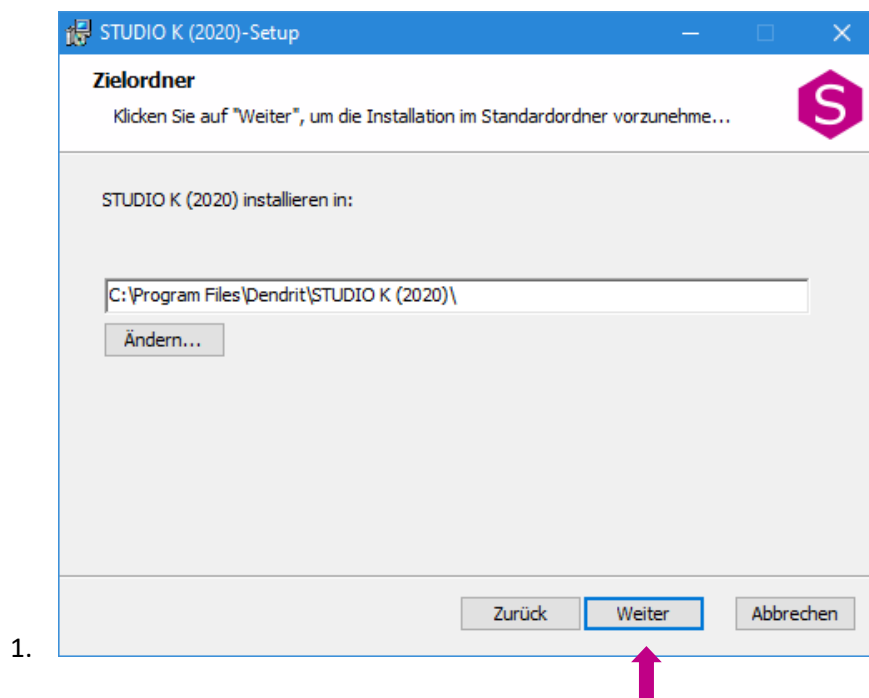 STUDIO K (2020)-Setup
Zielordner
Klicken Sie auf "Weiter", um die Installation im Standardordner vorzunehme...
S
STUDIO K (2020) installieren in:
C:\Program Files\Dendrit\STUDIO K (2020)\
Ändern...
Zurück Weiter Abbrechen
1.